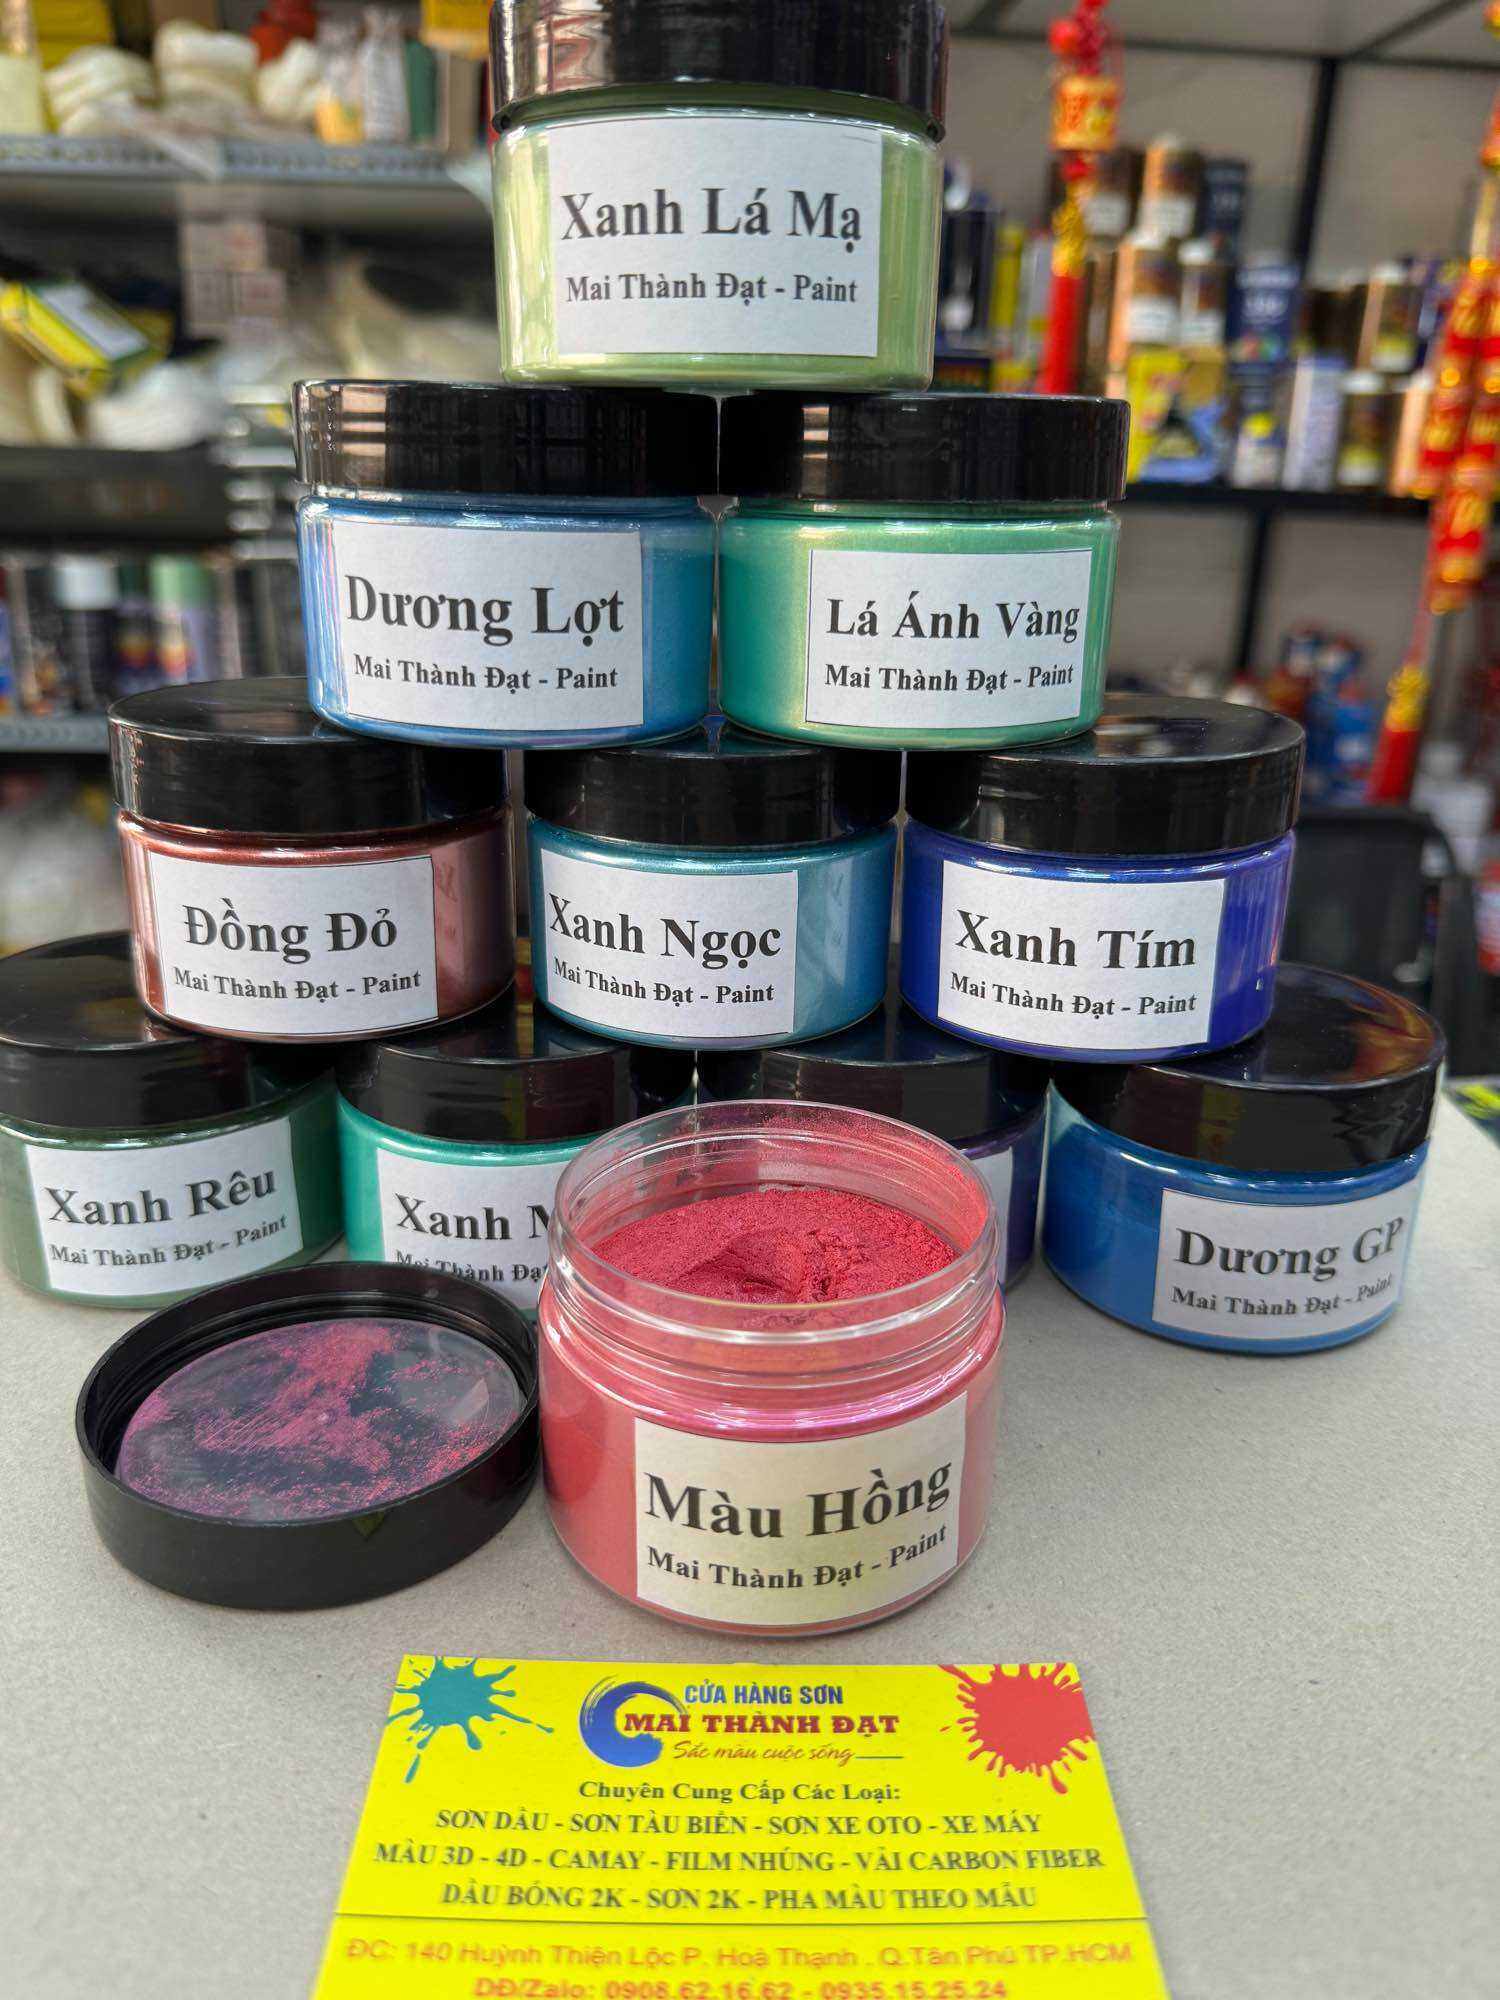 Xanh Lá Mạ
Mai Thành Đạt - Paint
Dương Lợt
Mai Thành Đạt - Paint
Lá Ánh Vàng
Mai Thành Đạt - Paint
Đồng Đỏ
Mai Thành Đạt - Paint
Xanh Ngọc
Mai Thành Đạt - Paint
Xanh Tím
Mai Thành Đạt - Paint
Xanh Rêu
Mai Thành Đạt - Paint
Xanh
Mai Thành Đạt
Dương GP
Mai Thành Đạt - Paint
Màu Hồng
Mai Thành Đạt - Paint
CỬA HÀNG SƠN
MAI THÀNH ĐẠT
Sắc màu cuộc sống
Chuyên Cung Cấp Các Loại:
SƠN DẦU - SƠN TÀU BIỂN - SƠN XE OTO - XE MÁY
MÀU 3D - 4D - CAMAY - FILM NHÚNG - VẢI CARBON FIBER
DẦU BÓNG 2K - SƠN 2K - PHA MÀU THEO MẪU
ĐC: 140 Huỳnh Thiện Lộc P. Hoà Thạnh . Q.Tân Phú TP.HCM
DĐ/Zalo: 0908.62.16.62 - 0935.15.25.24